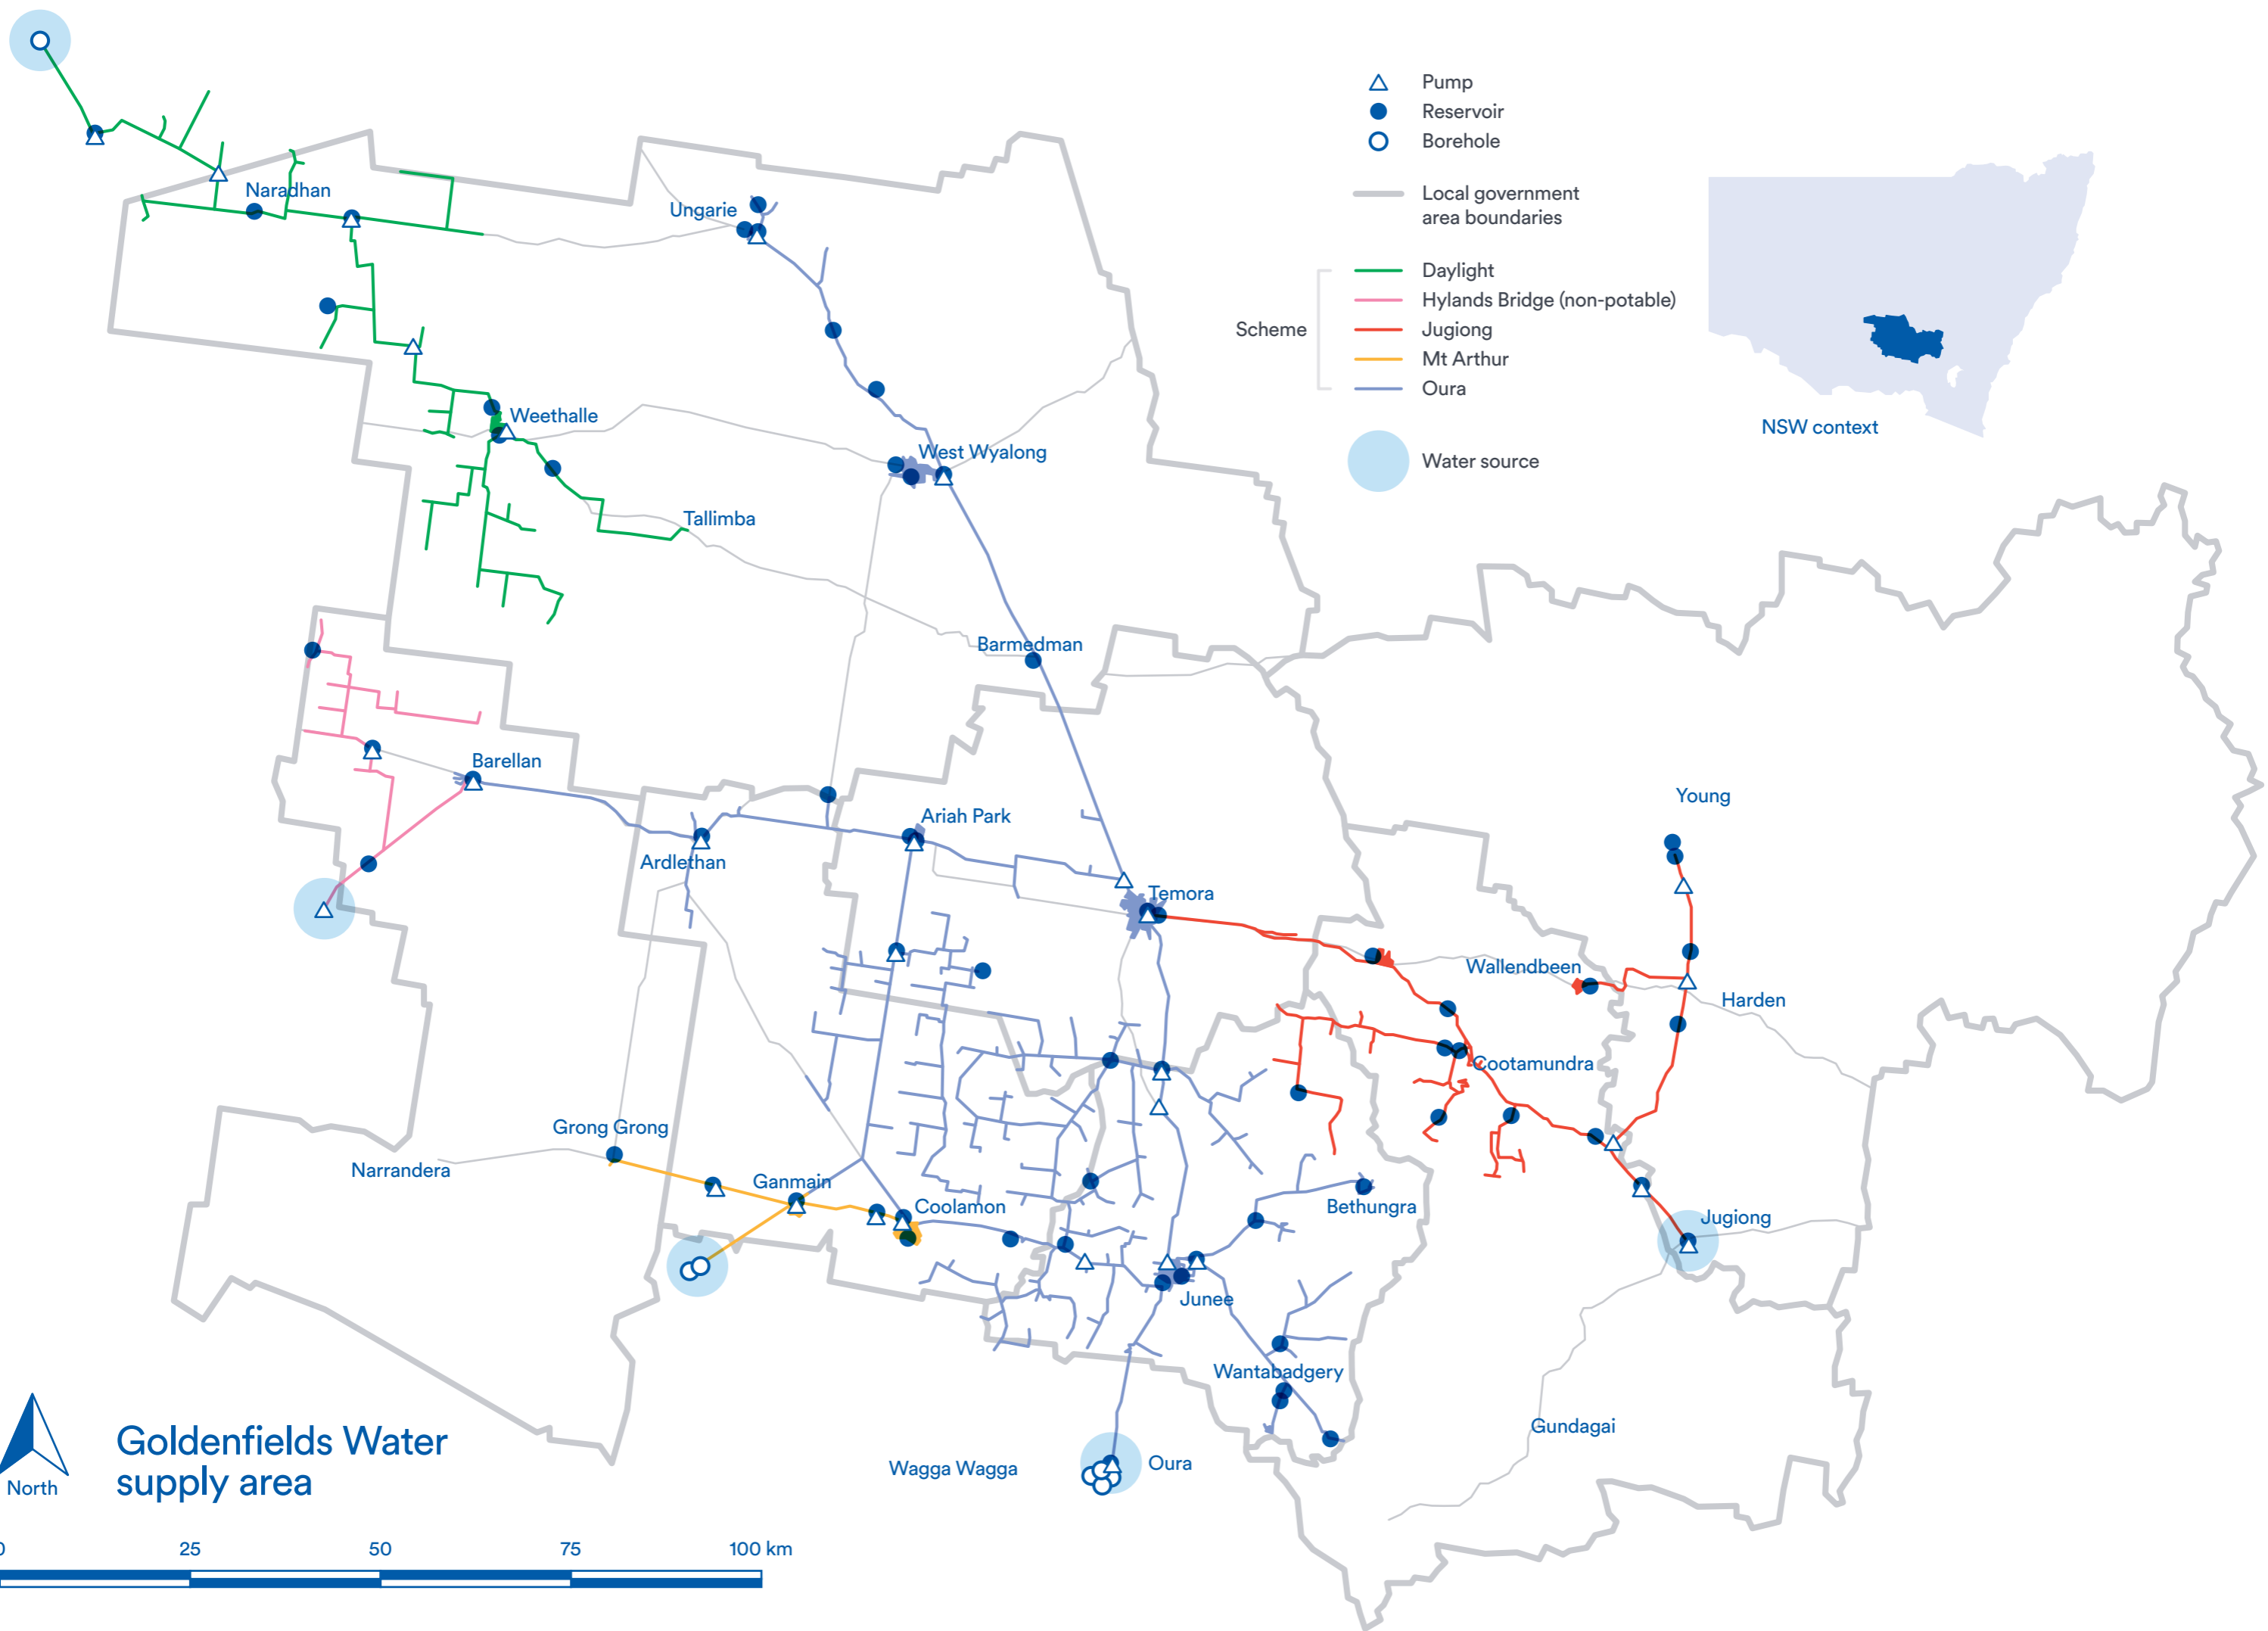 Pump
Reservoir
Borehole
Local government
area boundaries
Scheme
Daylight
Hylands Bridge (non-potable)
Jugiong
Mt Arthur
Oura
Water source
NSW context
Naradhan
Ungarie
Weethalle
West Wyalong
Tallimba
Barmedman
Barellan
Ariah Park
Ardlethan
Temora
Young
Wallendbeen
Harden
Cootamundra
Grong Grong
Narrandera
Ganmain
Coolamon
Bethungra
Jugiong
Junee
Wantabadgery
Gundagai
Wagga Wagga
Oura
North
Goldenfields Water
supply area
0 25 50 75 100 km